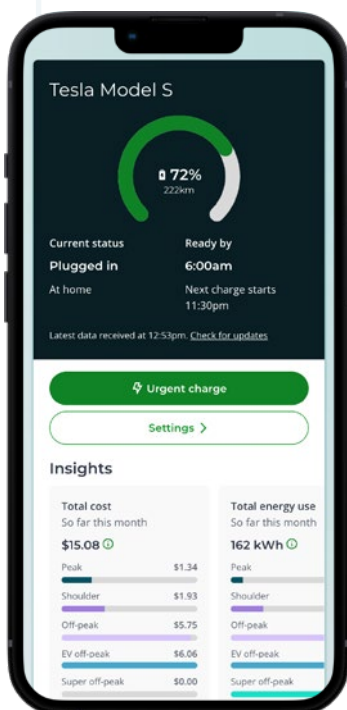 Tesla Model S
72%
222km
Current status
Ready by
Plugged in
6:00am
At home
Next charge starts
11:30pm
Latest data received at 12:53pm. Check for updates
Urgent charge
Settings
Insights
Total cost
So far this month
$15.08
Peak $1.34
Shoulder $1.93
Off-peak $5.75
EV off-peak $6.06
Super off-peak $0.00
Total energy use
So far this month
162 kWh
Peak
Shoulder
Off-peak
EV off-peak
Super off-peak